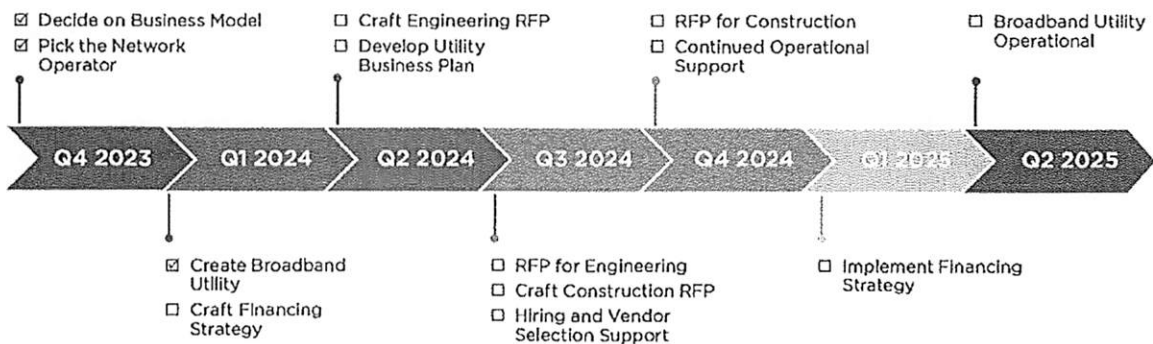 ☑ Decide on Business Model
☑ Pick the Network
Operator
☐ Craft Engineering RFP
☐ Develop Utility
Business Plan
☐ RFP for Construction
☐ Continued Operational
Support
☐ Broadband Utility
Operational
Q4 2023
Q1 2024
Q2 2024
Q3 2024
Q4 2024
Q1 2025
Q2 2025
☑ Create Broadband
Utility
☐ Craft Financing
Strategy
☐ RFP for Engineering
☐ Craft Construction RFP
☐ Hiring and Vendor
Selection Support
☐ Implement Financing
Strategy